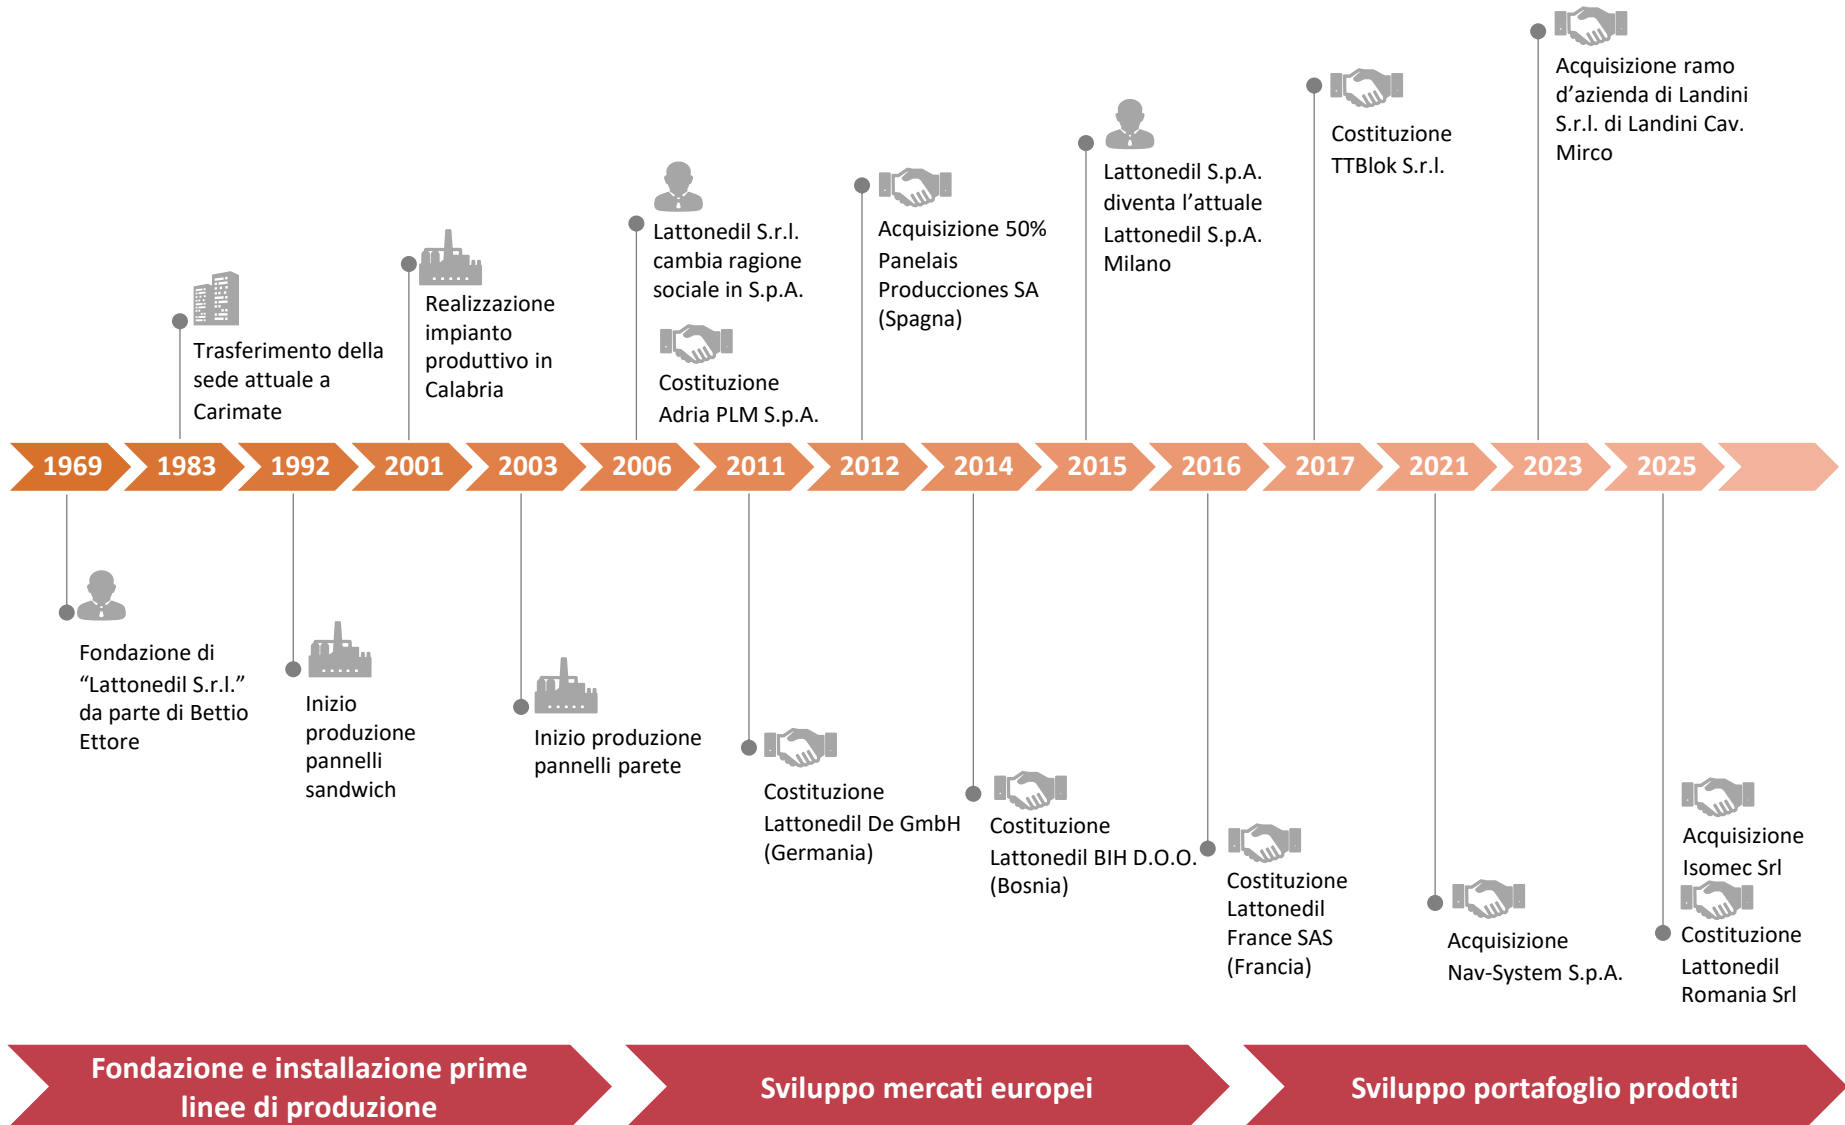 Acquisizione ramo
d’azienda di Landini
S.r.l. di Landini Cav.
Mirco
Costituzione
TTBlok S.r.l.
Lattonedil S.p.A.
diventa l’attuale
Lattonedil S.p.A.
Milano
Acquisizione 50%
Panelais
Producciones SA
(Spagna)
Lattonedil S.r.l.
cambia ragione
sociale in S.p.A.
Costituzione
Adria PLM S.p.A.
Realizzazione
impianto
produttivo in
Calabria
Trasferimento della
sede attuale a
Carimate
1969 1983 1992 2001 2003 2006 2011 2012 2014 2015 2016 2017 2021 2023 2025
Fondazione di
“Lattonedil S.r.l.”
da parte di Bettio
Ettore
Inizio
produzione
pannelli
sandwich
Inizio produzione
pannelli parete
Costituzione
Lattonedil De GmbH
(Germania)
Costituzione
Lattonedil BIH D.O.O.
(Bosnia)
Costituzione
Lattonedil
France SAS
(Francia)
Acquisizione
Nav-System S.p.A.
Acquisizione
Isomec Srl
Costituzione
Lattonedil
Romania Srl
Fondazione e installazione prime
linee di produzione
Sviluppo mercati europei
Sviluppo portafoglio prodotti